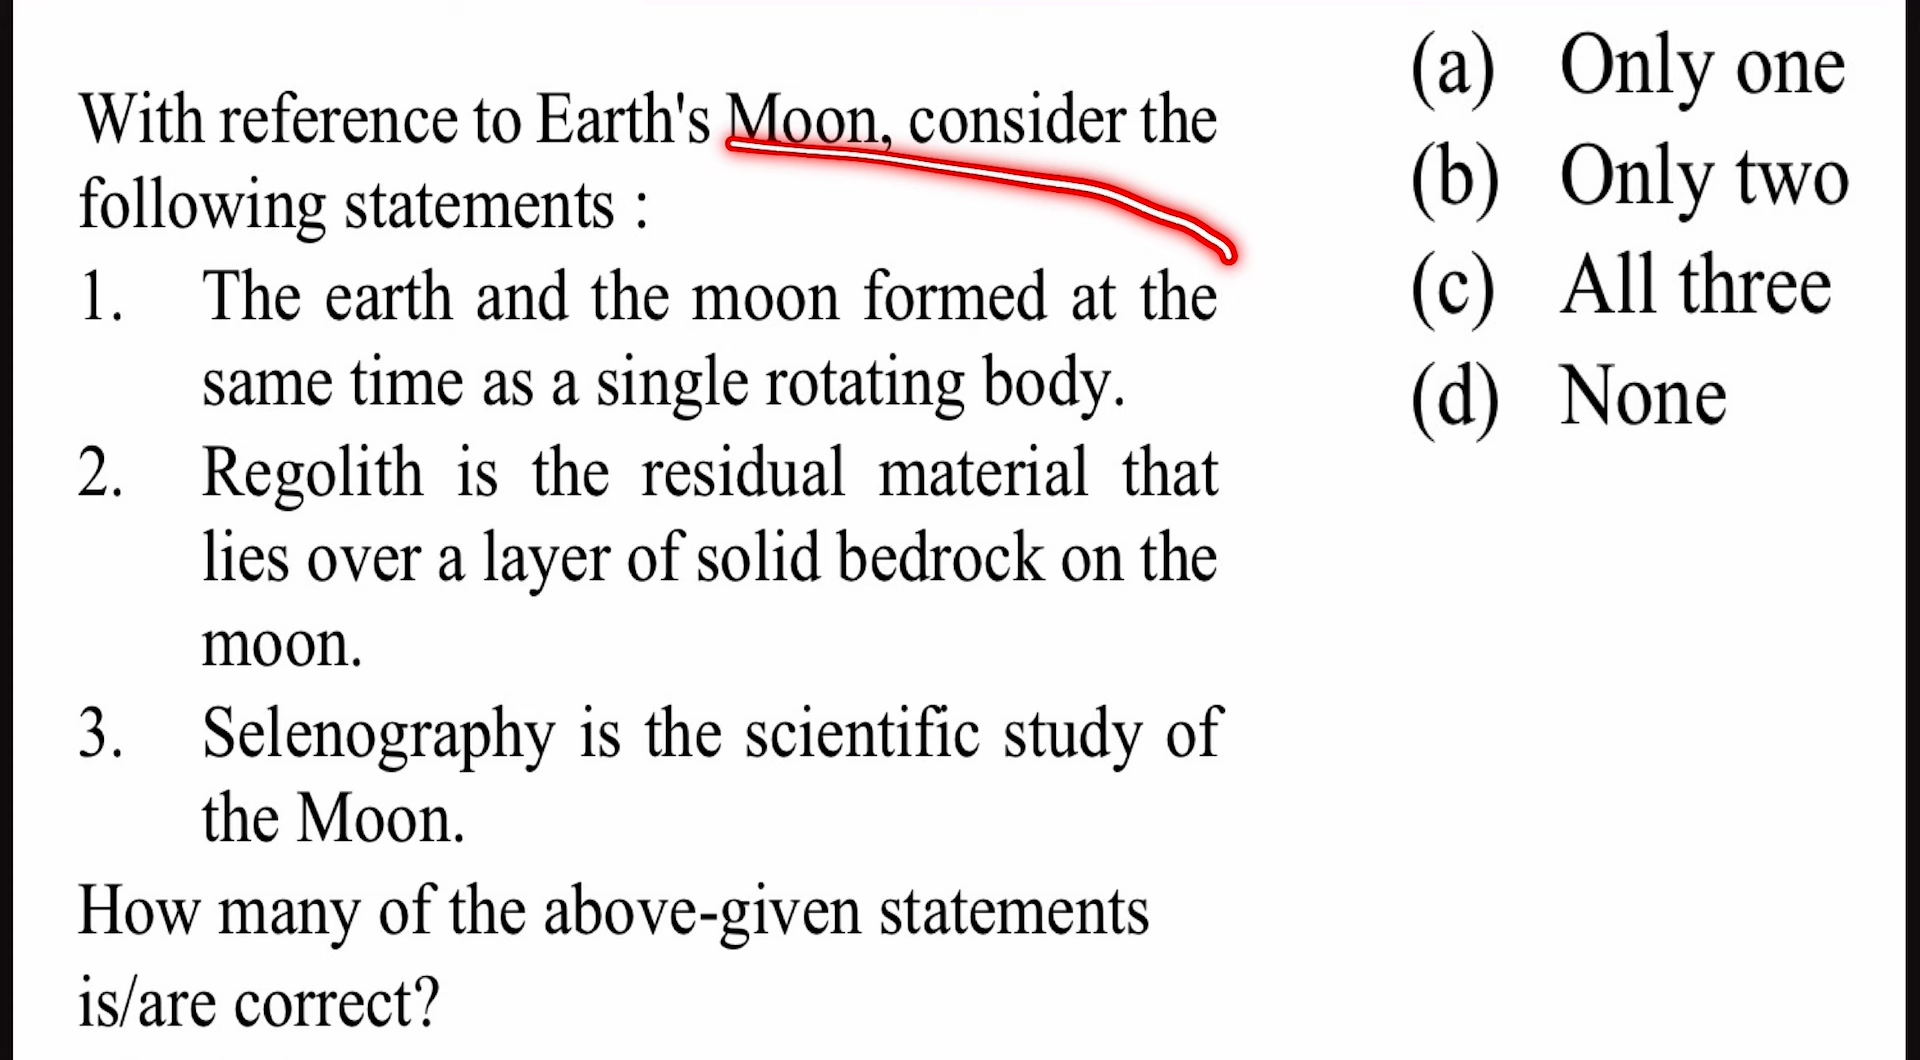 With reference to Earth's Moon, consider the
following statements :
1. The earth and the moon formed at the
same time as a single rotating body.
2. Regolith is the residual material that
lies over a layer of solid bedrock on the
moon.
3. Selenography is the scientific study of
the Moon.
How many of the above-given statements
is/are correct?
(a) Only one
(b) Only two
(c) All three
(d) None